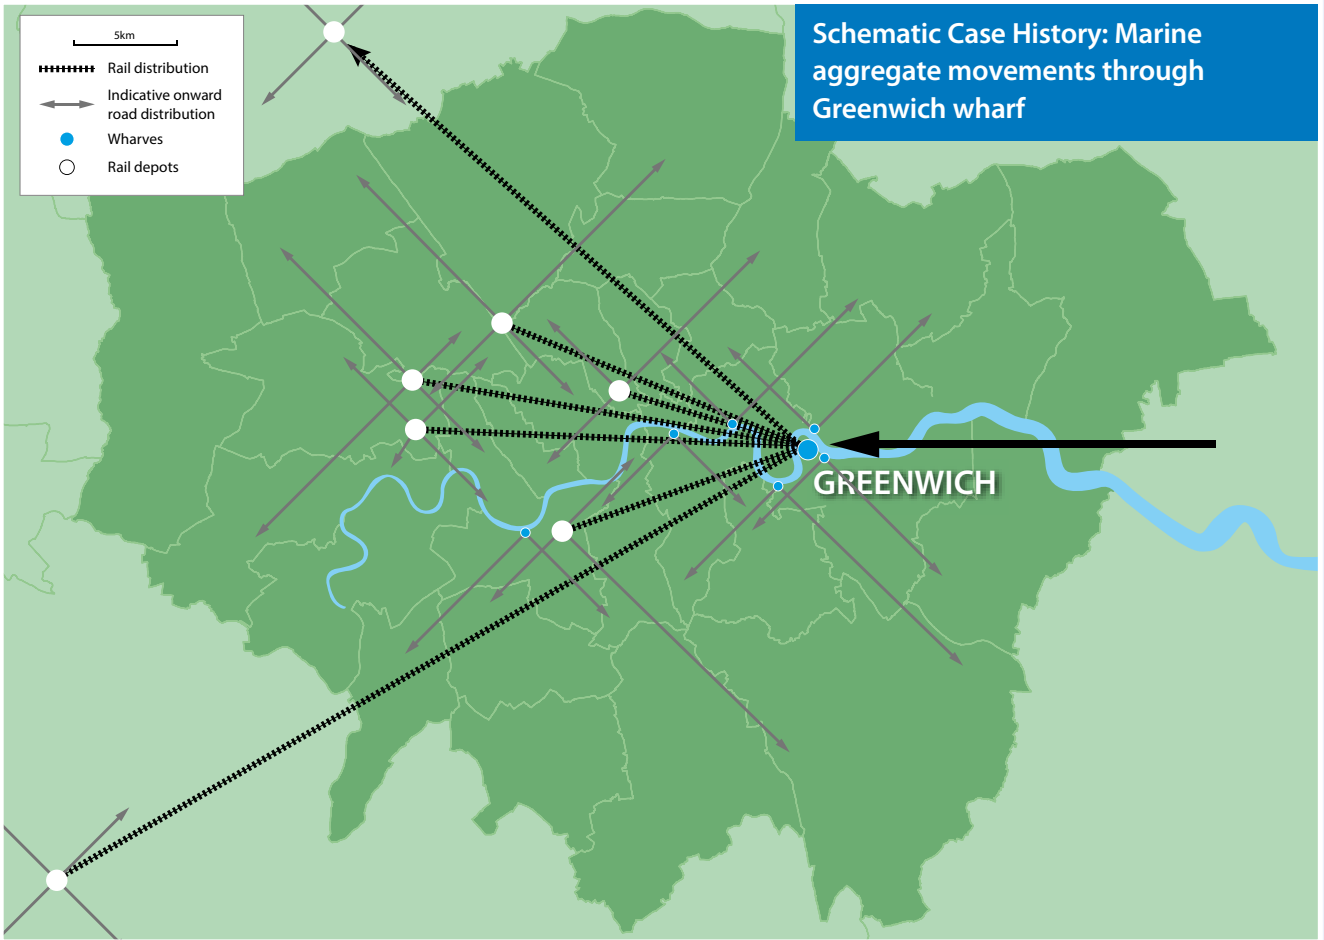 Schematic Case History: Marine
aggregate movements through
Greenwich wharf
5km
Rail distribution
Indicative onward
road distribution
Wharves
Rail depots
GREENWICH